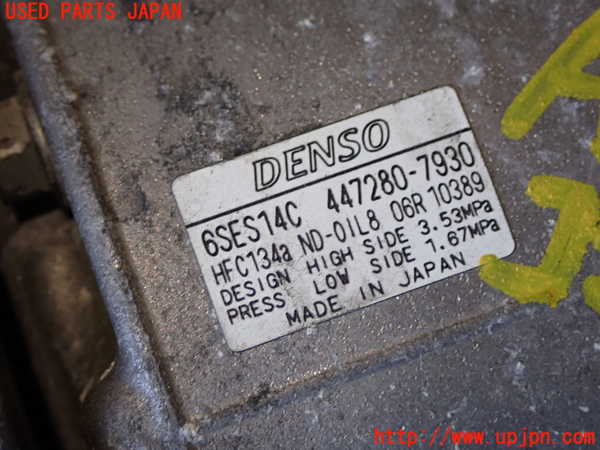 USED PARTS JAPAN
DENSO
6SES14C 447280-7930
HFC134a ND-OIL8 06R 10389
DESIGN HIGH SIDE 3.53MPa
PRESS. LOW SIDE 1.67MPa
MADE IN JAPAN
http://www.upjpn.com/